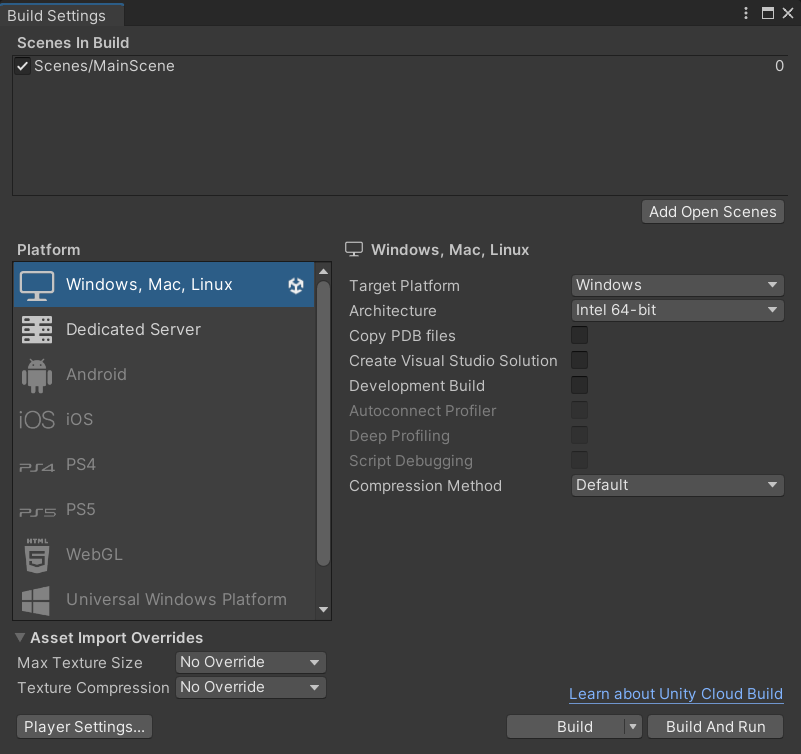 Build Settings
Scenes In Build
Scenes/MainScene 0
Add Open Scenes
Platform
Windows, Mac, Linux
Dedicated Server
Android
iOS iOS
PS4 PS4
PS5 PS5
HTML 5 WebGL
Universal Windows Platform
Windows, Mac, Linux
Target Platform Windows
Architecture Intel 64-bit
Copy PDB files
Create Visual Studio Solution
Development Build
Autoconnect Profiler
Deep Profiling
Script Debugging
Compression Method Default
Asset Import Overrides
Max Texture Size No Override
Texture Compression No Override
Learn about Unity Cloud Build
Player Settings... Build Build And Run